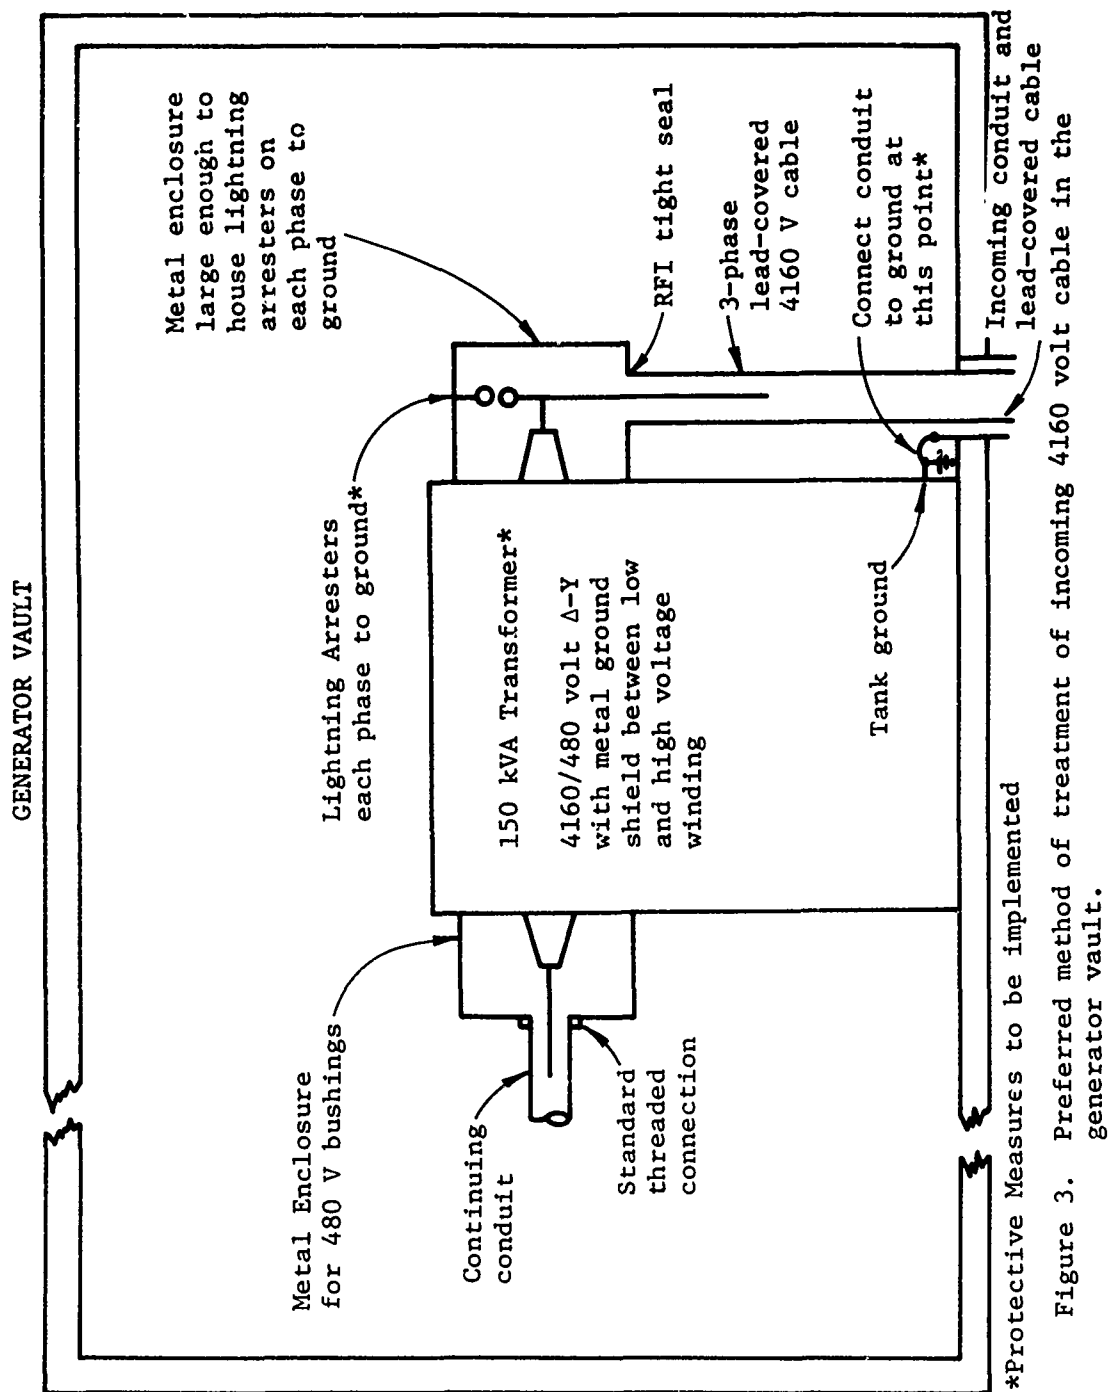 GENERATOR VAULT
Metal enclosure
large enough to
house lightning
arresters on
each phase to
ground
Lightning Arresters
each phase to ground*
Metal Enclosure
for 480 V bushings
Continuing
conduit
Standard
threaded
connection
150 kVA Transformer*
4160/480 volt Δ-Y
with metal ground
shield between low
and high voltage
winding
RFI tight seal
3-phase
lead-covered
4160 V cable
Connect conduit
to ground at
this point*
Tank ground
Incoming conduit and
lead-covered cable
*Protective Measures to be implemented
Figure 3. Preferred method of treatment of incoming 4160 volt cable in the
generator vault.